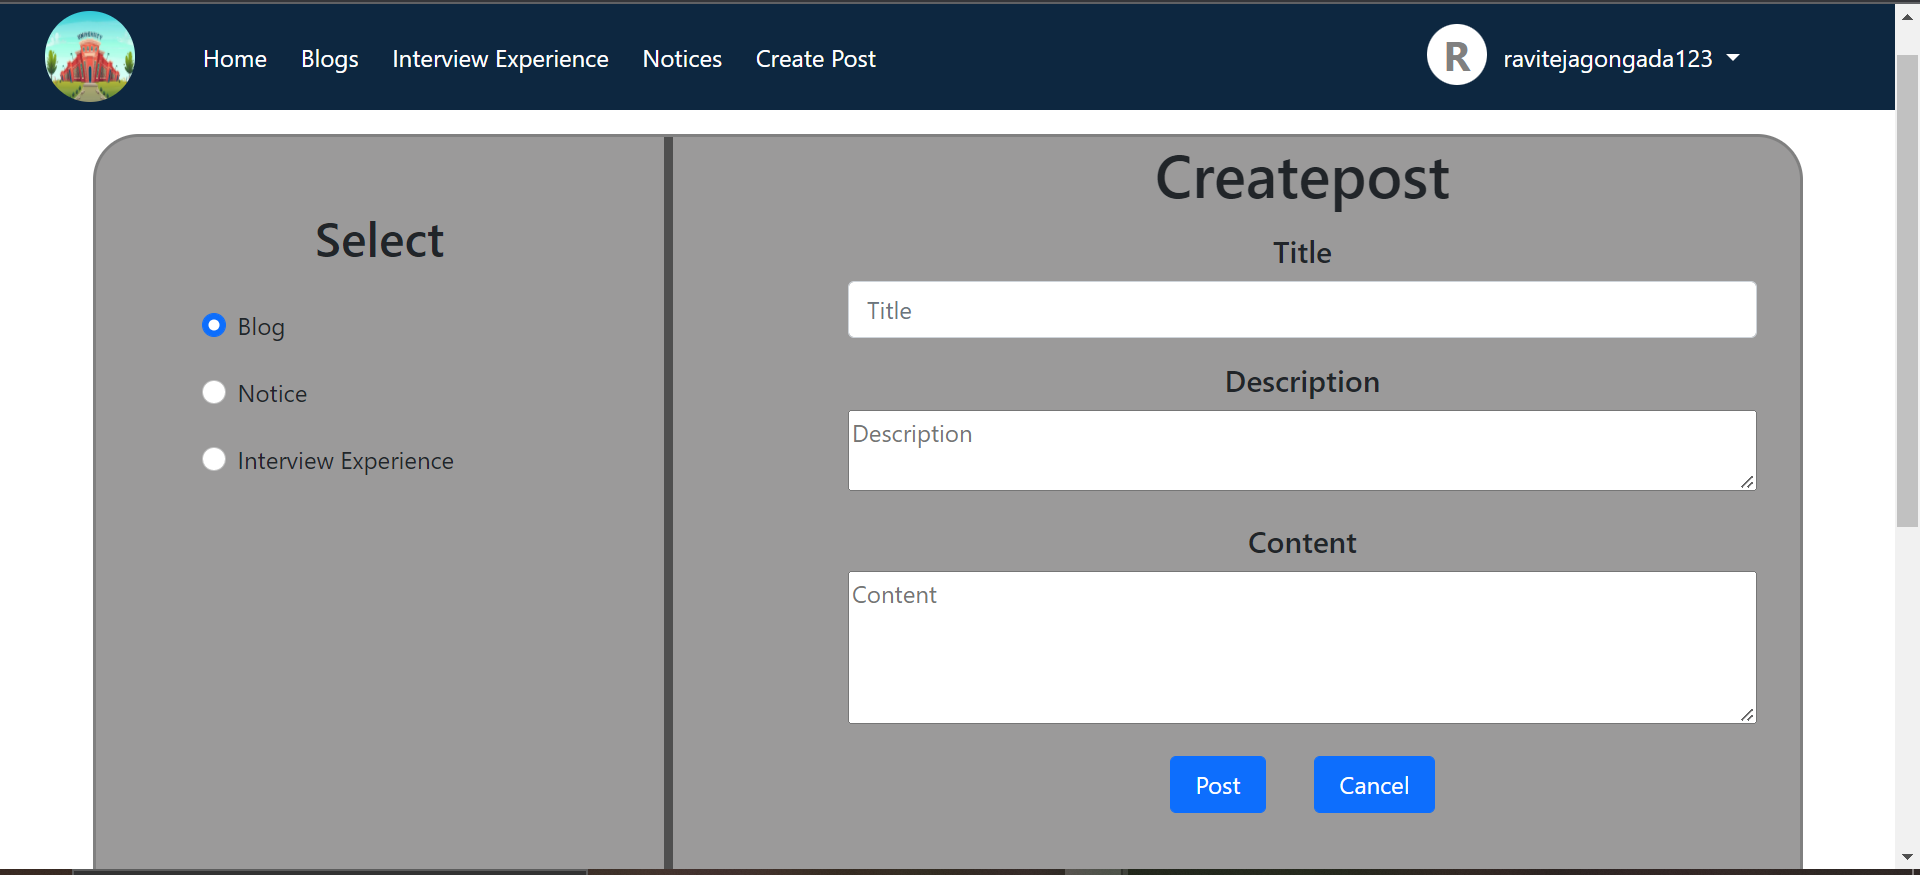 UNIVERSITY
Home Blogs Interview Experience Notices Create Post
R ravitejagongada123
Select
Blog
Notice
Interview Experience
Createpost
Title
Title
Description
Description
Content
Content
Post Cancel